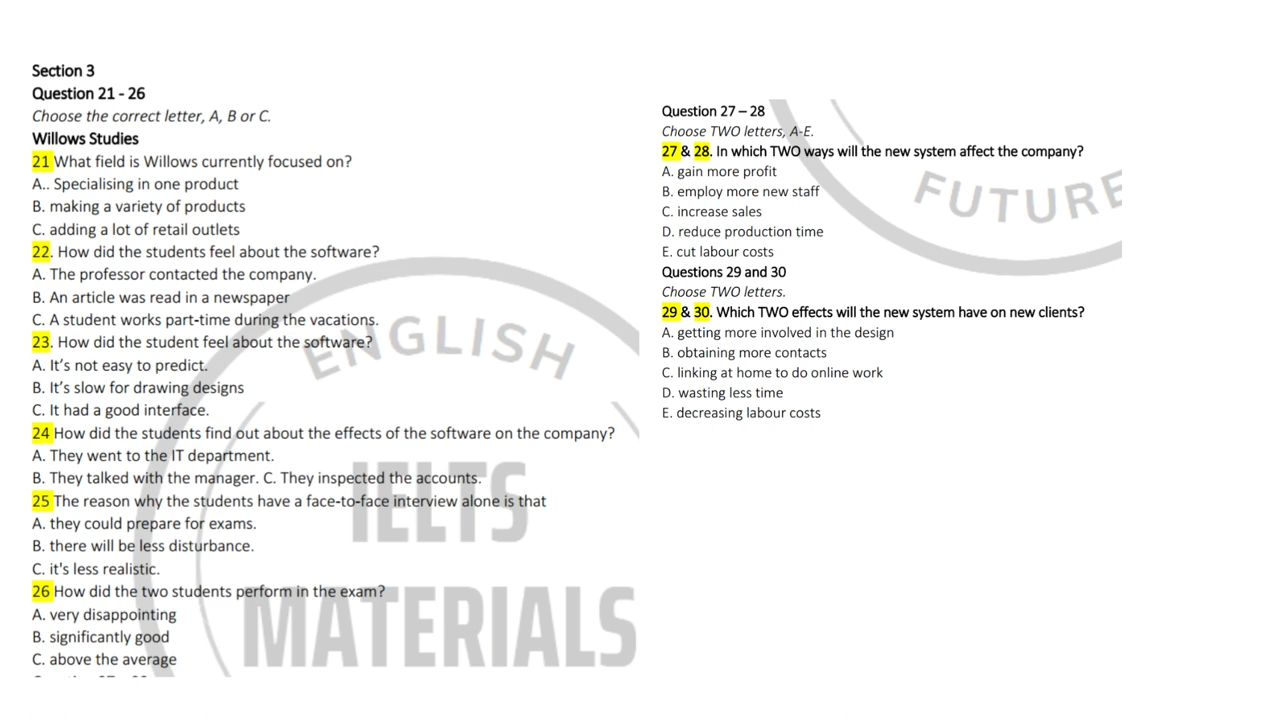 Section 3
Question 21 - 26
Choose the correct letter, A, B or C.
Willows Studies
21 What field is Willows currently focused on?
A.. Specialising in one product
B. making a variety of products
C. adding a lot of retail outlets
22. How did the students feel about the software?
A. The professor contacted the company.
B. An article was read in a newspaper
C. A student works part-time during the vacations.
23. How did the student feel about the software?
A. It's not easy to predict.
B. It's slow for drawing designs
C. It had a good interface.
24 How did the students find out about the effects of the software on the company?
A. They went to the IT department.
B. They talked with the manager. C. They inspected the accounts.
25 The reason why the students have a face-to-face interview alone is that
A. they could prepare for exams.
B. there will be less disturbance.
C. it's less realistic.
26 How did the two students perform in the exam?
A. very disappointing
B. significantly good
C. above the average
ENGLISH
IELTS
MATERIALS
Question 27 – 28
Choose TWO letters, A-E.
27 & 28. In which TWO ways will the new system affect the company?
A. gain more profit
B. employ more new staff
C. increase sales
D. reduce production time
E. cut labour costs
Questions 29 and 30
Choose TWO letters.
29 & 30. Which TWO effects will the new system have on new clients?
A. getting more involved in the design
B. obtaining more contacts
C. linking at home to do online work
D. wasting less time
E. decreasing labour costs
FUTURE